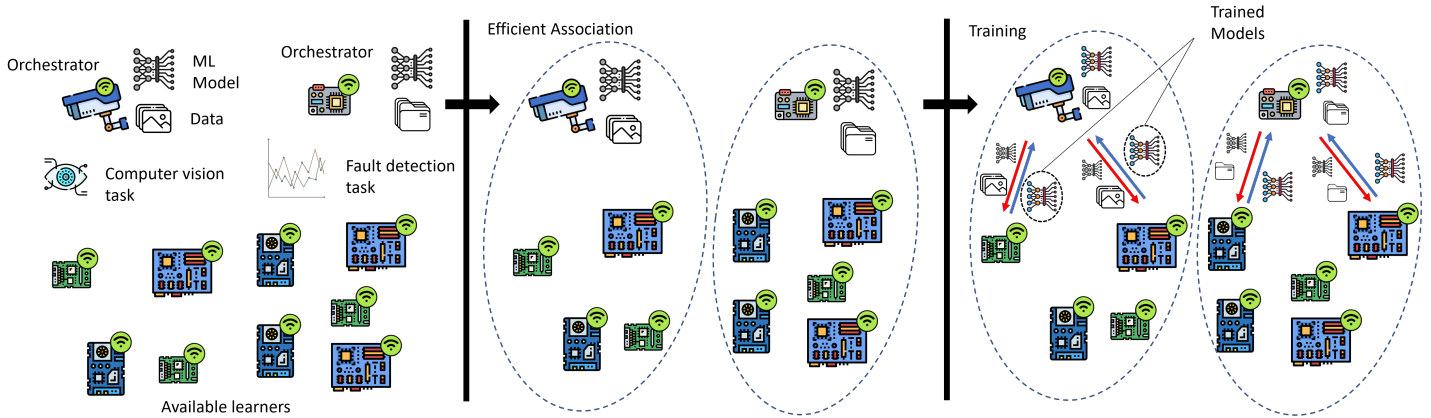 Orchestrator
ML
Model
Data
Computer vision
task
Orchestrator
Fault detection
task
Available learners
Efficient Association
Training
Trained
Models